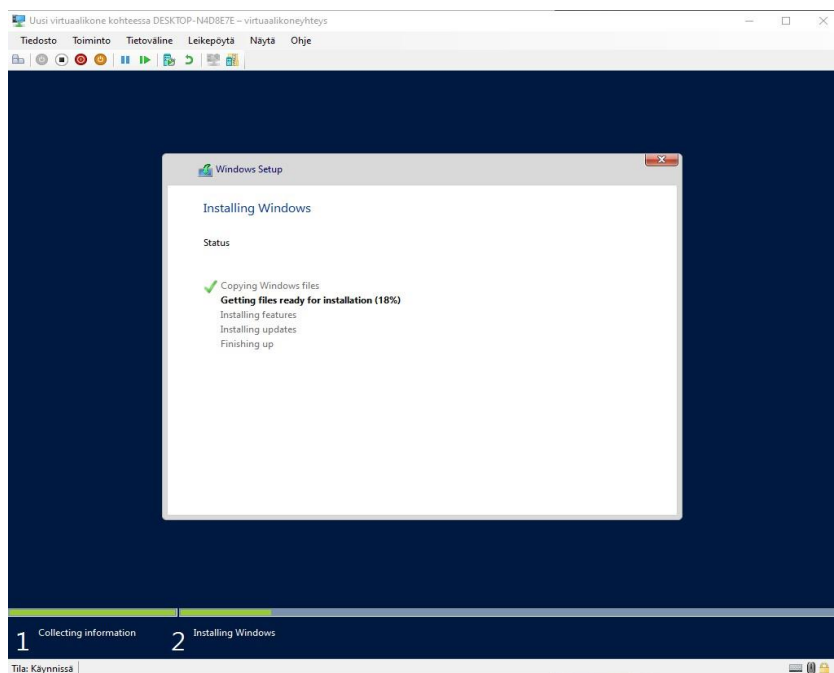 Uusi virtuaalikone kohteessa DESKTOP-N4D8E7E – virtuaalikoneyhteys
Tiedosto Toiminto Tietoväline Leikepöytä Näytä Ohje
Windows Setup
Installing Windows
Status
Copying Windows files
Getting files ready for installation (18%)
Installing features
Installing updates
Finishing up
1 Collecting information 2 Installing Windows
Tila: Käynnissä